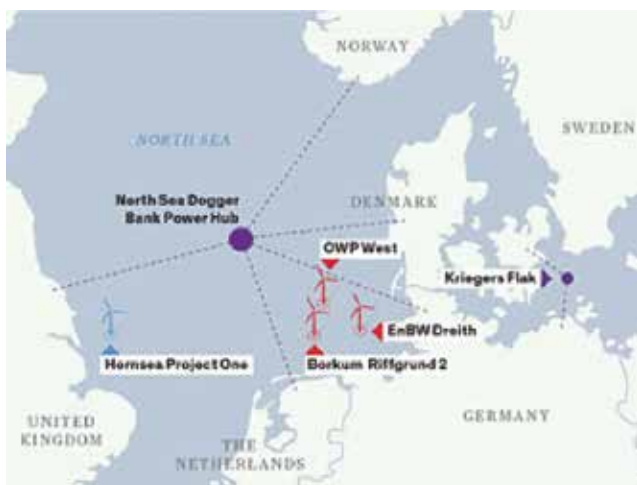 NORWAY
SWEDEN
NORTH SEA
North Sea Dogger
Bank Power Hub
DENMARK
OWP West
Kriegers Flak
EnBW Dreith
Hornsea Project One
Borkum Riffgrund 2
UNITED
KINGDOM
THE
NETHERLANDS
GERMANY